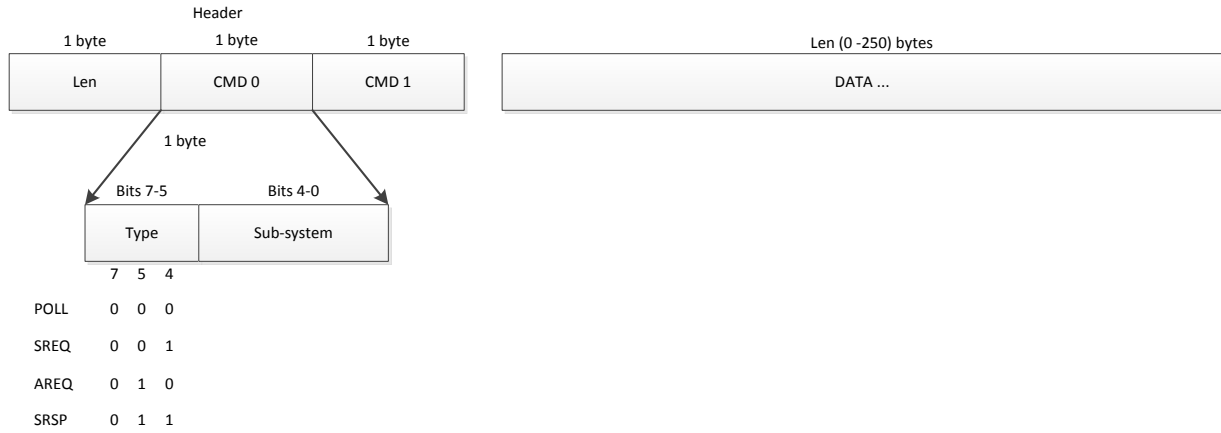 Header
1 byte 1 byte 1 byte Len (0 -250) bytes
Len CMD 0 CMD 1 DATA ...
1 byte
Bits 7-5 Bits 4-0
Type Sub-system
7 5 4
POLL 0 0 0
SREQ 0 0 1
AREQ 0 1 0
SRSP 0 1 1